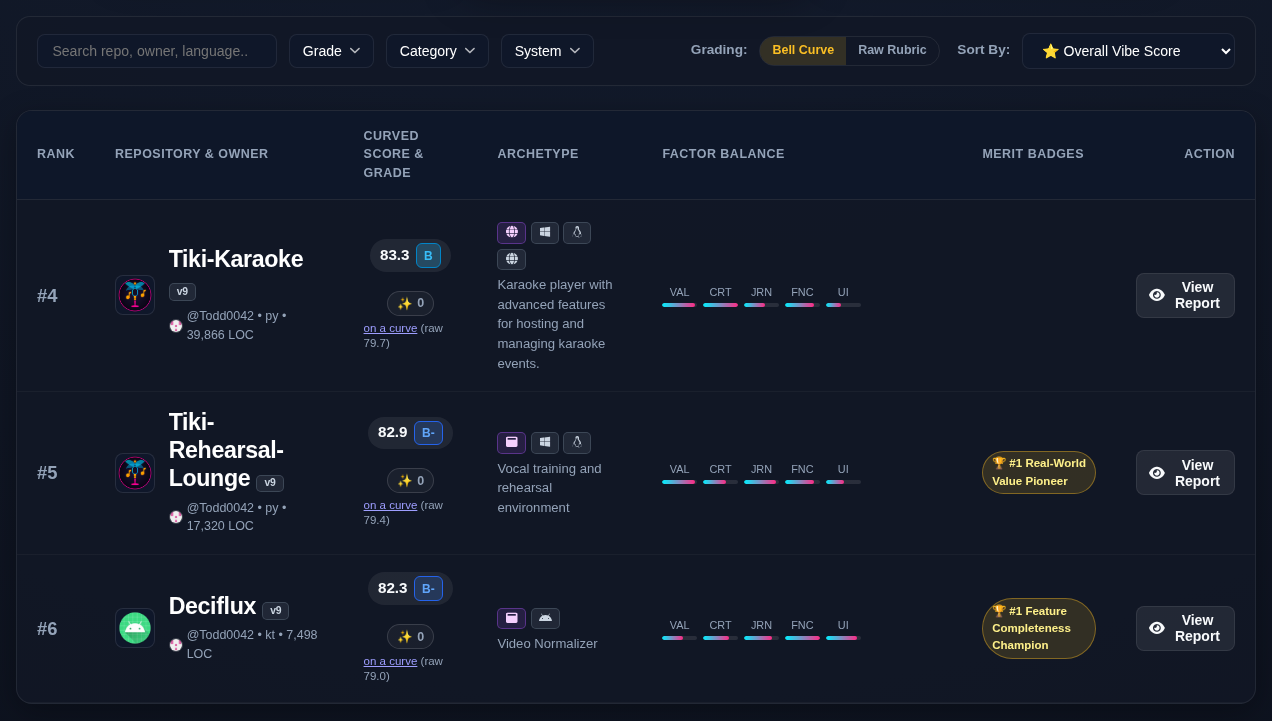 Search repo, owner, language..
Grade
Category
System
Grading:
Bell Curve
Raw Rubric
Sort By:
⭐ Overall Vibe Score
RANK
REPOSITORY & OWNER
CURVED
SCORE &
GRADE
ARCHETYPE
FACTOR BALANCE
MERIT BADGES
ACTION
#4
Tiki-Karaoke
v9
@Todd0042 • py •
39,866 LOC
83.3 B
✨ 0
on a curve (raw
79.7)
Karaoke player with
advanced features
for hosting and
managing karaoke
events.
VAL CRT JRN FNC UI
View
Report
#5
Tiki-
Rehearsal-
Lounge v9
@Todd0042 • py •
17,320 LOC
82.9 B-
✨ 0
on a curve (raw
79.4)
Vocal training and
rehearsal
environment
VAL CRT JRN FNC UI
🏆 #1 Real-World
Value Pioneer
View
Report
#6
Deciflux v9
@Todd0042 • kt • 7,498
LOC
82.3 B-
✨ 0
on a curve (raw
79.0)
Video Normalizer
VAL CRT JRN FNC UI
🏆 #1 Feature
Completeness
Champion
View
Report